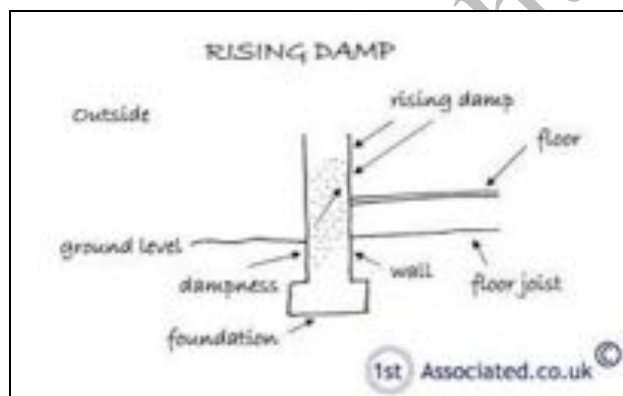 RISING DAMP
rising damp
Outside
floor
ground level
dampness
wall
floor joist
foundation
1st Associated.co.uk ©